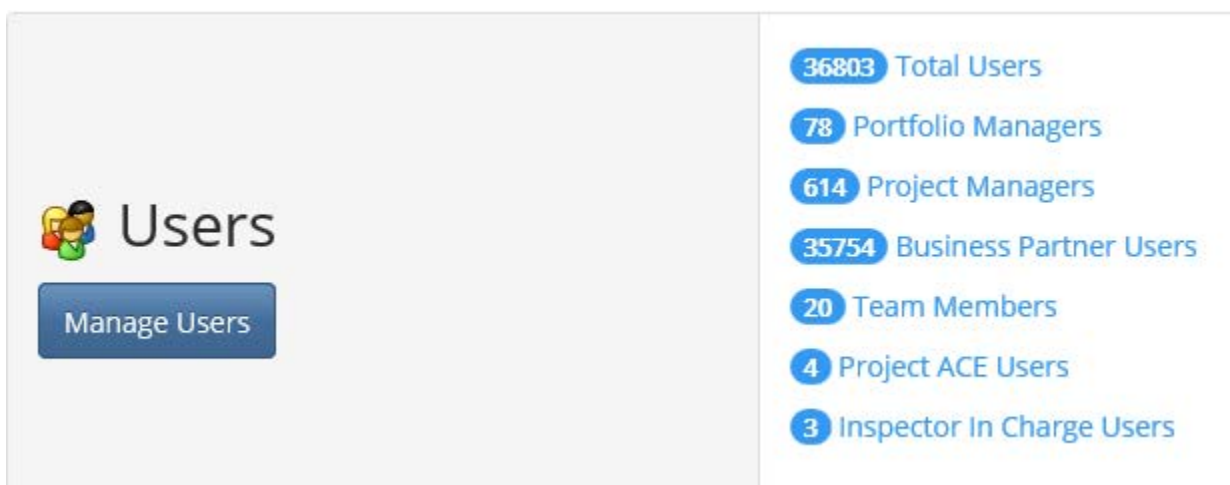 Users
Manage Users
36803 Total Users
78 Portfolio Managers
614 Project Managers
35754 Business Partner Users
20 Team Members
4 Project ACE Users
3 Inspector In Charge Users